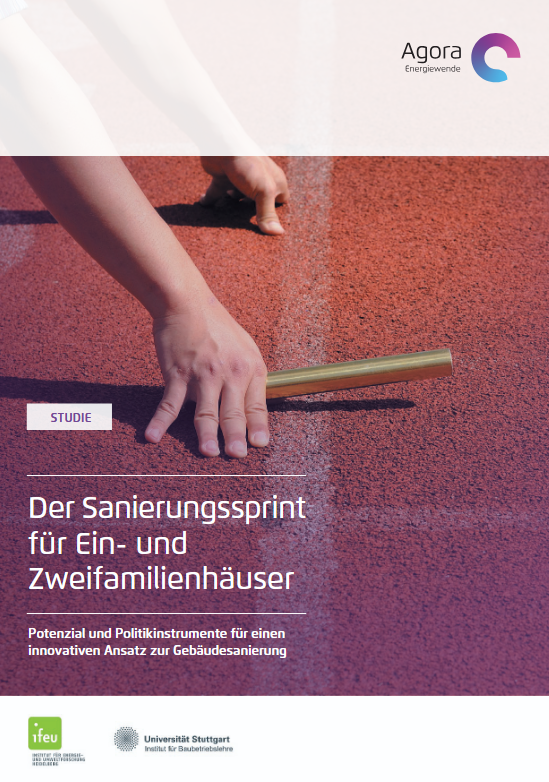 Agora
Energiewende
STUDIE
Der Sanierungssprint
für Ein- und
Zweifamilienhäuser
Potenzial und Politikinstrumente für einen
innovativen Ansatz zur Gebäudesanierung
ifeu
INSTITUT FÜR ENERGIE-
UND UMWELTFORSCHUNG
HEIDELBERG
Universität Stuttgart
Institut für Baubetriebslehre